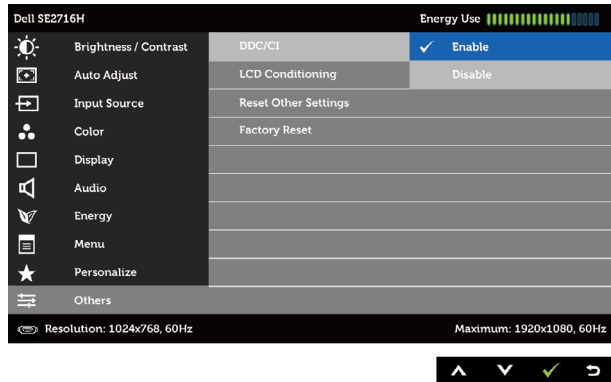 Dell SE2716H Energy Use
Brightness / Contrast DDC/CI Enable
Auto Adjust LCD Conditioning Disable
Input Source Reset Other Settings
Color Factory Reset
Display
Audio
Energy
Menu
Personalize
Others
Resolution: 1024x768, 60Hz Maximum: 1920x1080, 60Hz